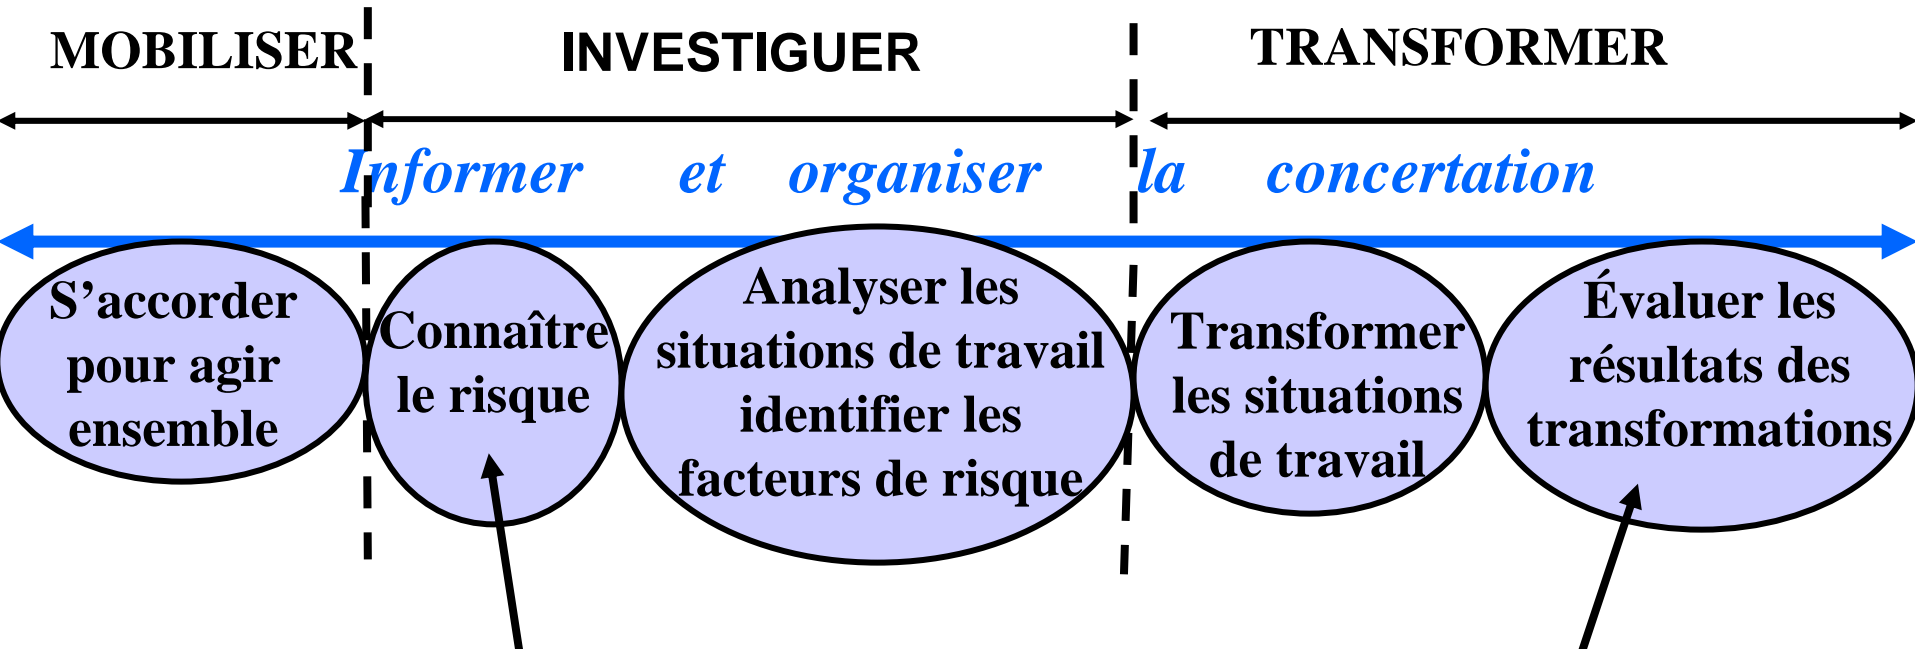 MOBILISER
INVESTIGUER
TRANSFORMER
Informer et organiser la concertation
S’accorder
pour agir
ensemble
Connaître
le risque
Analyser les
situations de travail
identifier les
facteurs de risque
Transformer
les situations
de travail
Évaluer les
résultats des
transformations